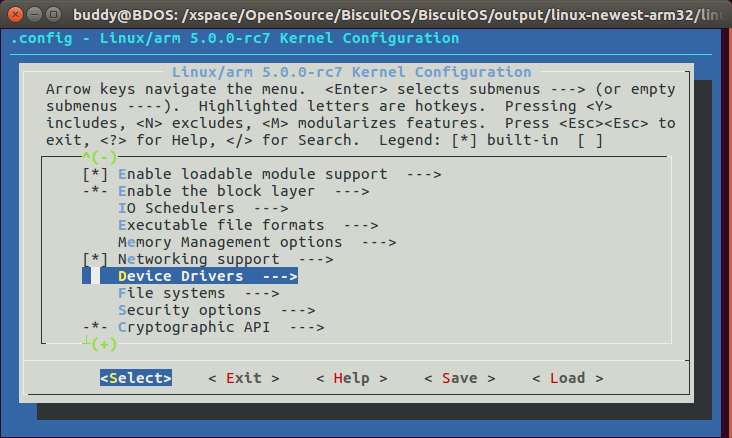 buddy@BDOS: /xspace/OpenSource/BiscuitOS/BiscuitOS/output/linux-newest-arm32/lin
.config - Linux/arm 5.0.0-rc7 Kernel Configuration
Linux/arm 5.0.0-rc7 Kernel Configuration
Arrow keys navigate the menu.  <Enter> selects submenus ---> (or empty
submenus ----).  Highlighted letters are hotkeys.  Pressing <Y>
includes, <N> excludes, <M> modularizes features.  Press <Esc><Esc> to
exit, <?> for Help, </> for Search.  Legend: [*] built-in  [ ]
^(-)
[*] Enable loadable module support  --->
-*- Enable the block layer  --->
IO Schedulers  --->
Executable file formats  --->
Memory Management options  --->
[*] Networking support  --->
Device Drivers  --->
File systems  --->
Security options  --->
-*- Cryptographic API  --->
┴(+)
<Select>    < Exit >    < Help >    < Save >    < Load >